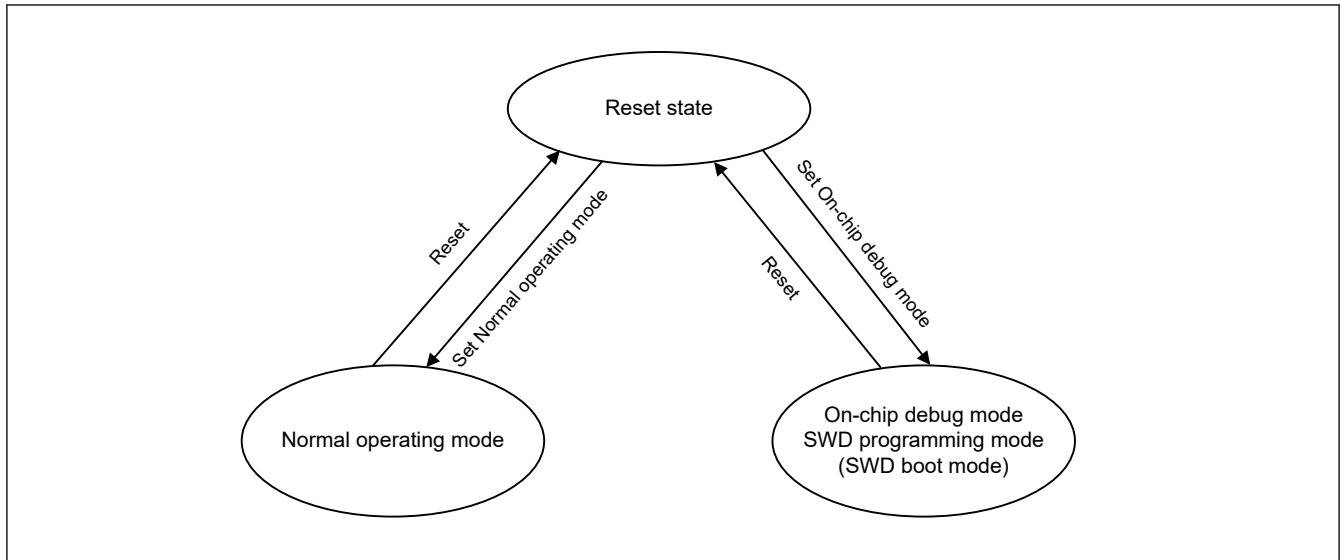 Reset state
Reset
Set Normal operating mode
Reset
Set On-chip debug mode
Normal operating mode
On-chip debug mode
SWD programming mode
(SWD boot mode)